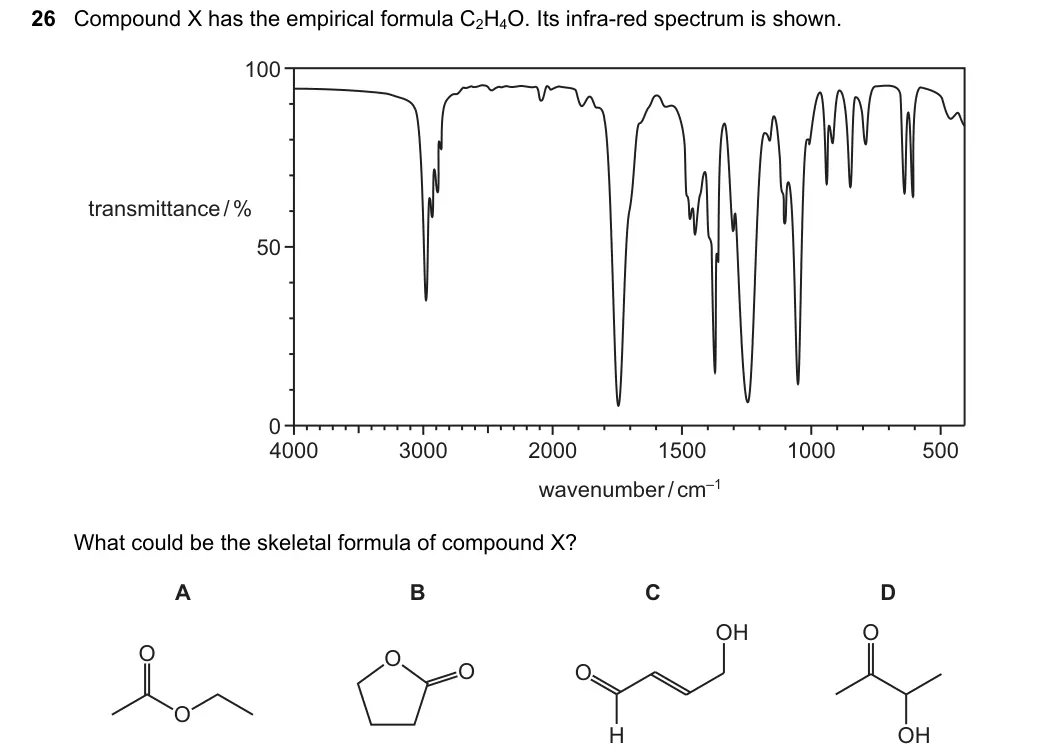 26 Compound X has the empirical formula C₂H₄O. Its infra-red spectrum is shown.
100
transmittance / %
50
0
4000 3000 2000 1500 1000 500
wavenumber / cm⁻¹
What could be the skeletal formula of compound X?
A B C D
O O O O H OH O OH